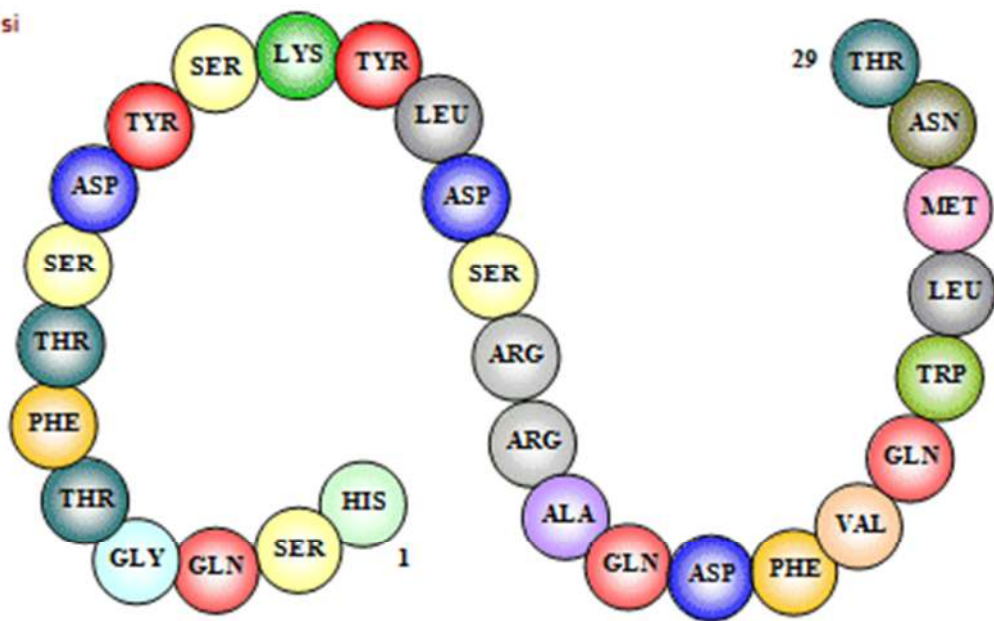 si
1
HIS
SER
GLN
GLY
THR
PHE
THR
SER
ASP
TYR
SER
LYS
TYR
LEU
ASP
SER
ARG
ARG
ALA
GLN
ASP
PHE
VAL
GLN
TRP
LEU
MET
ASN
THR
29